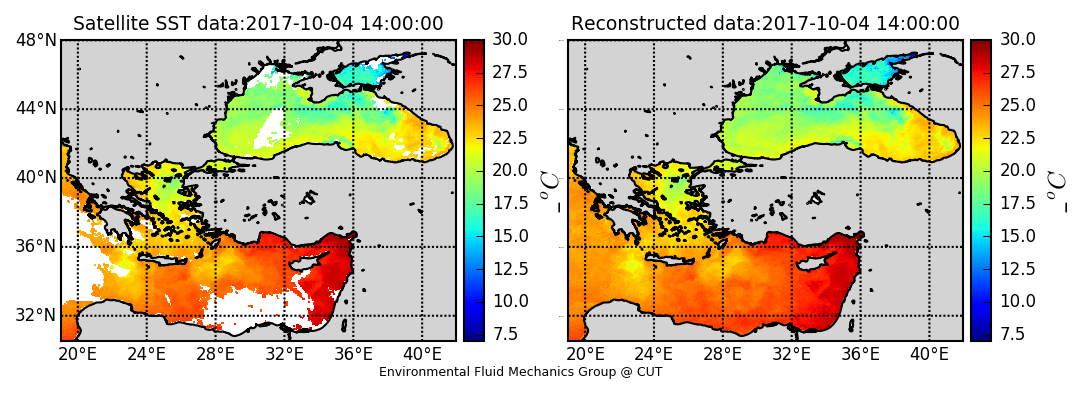 Satellite SST data:2017-10-04 14:00:00
Reconstructed data:2017-10-04 14:00:00
48°N
44°N
40°N
36°N
32°N
20°E 24°E 28°E 32°E 36°E 40°E
30.0
27.5
25.0
22.5
20.0
17.5
15.0
12.5
10.0
7.5
_ °C
20°E 24°E 28°E 32°E 36°E 40°E
30.0
27.5
25.0
22.5
20.0
17.5
15.0
12.5
10.0
7.5
_ °C
Environmental Fluid Mechanics Group @ CUT